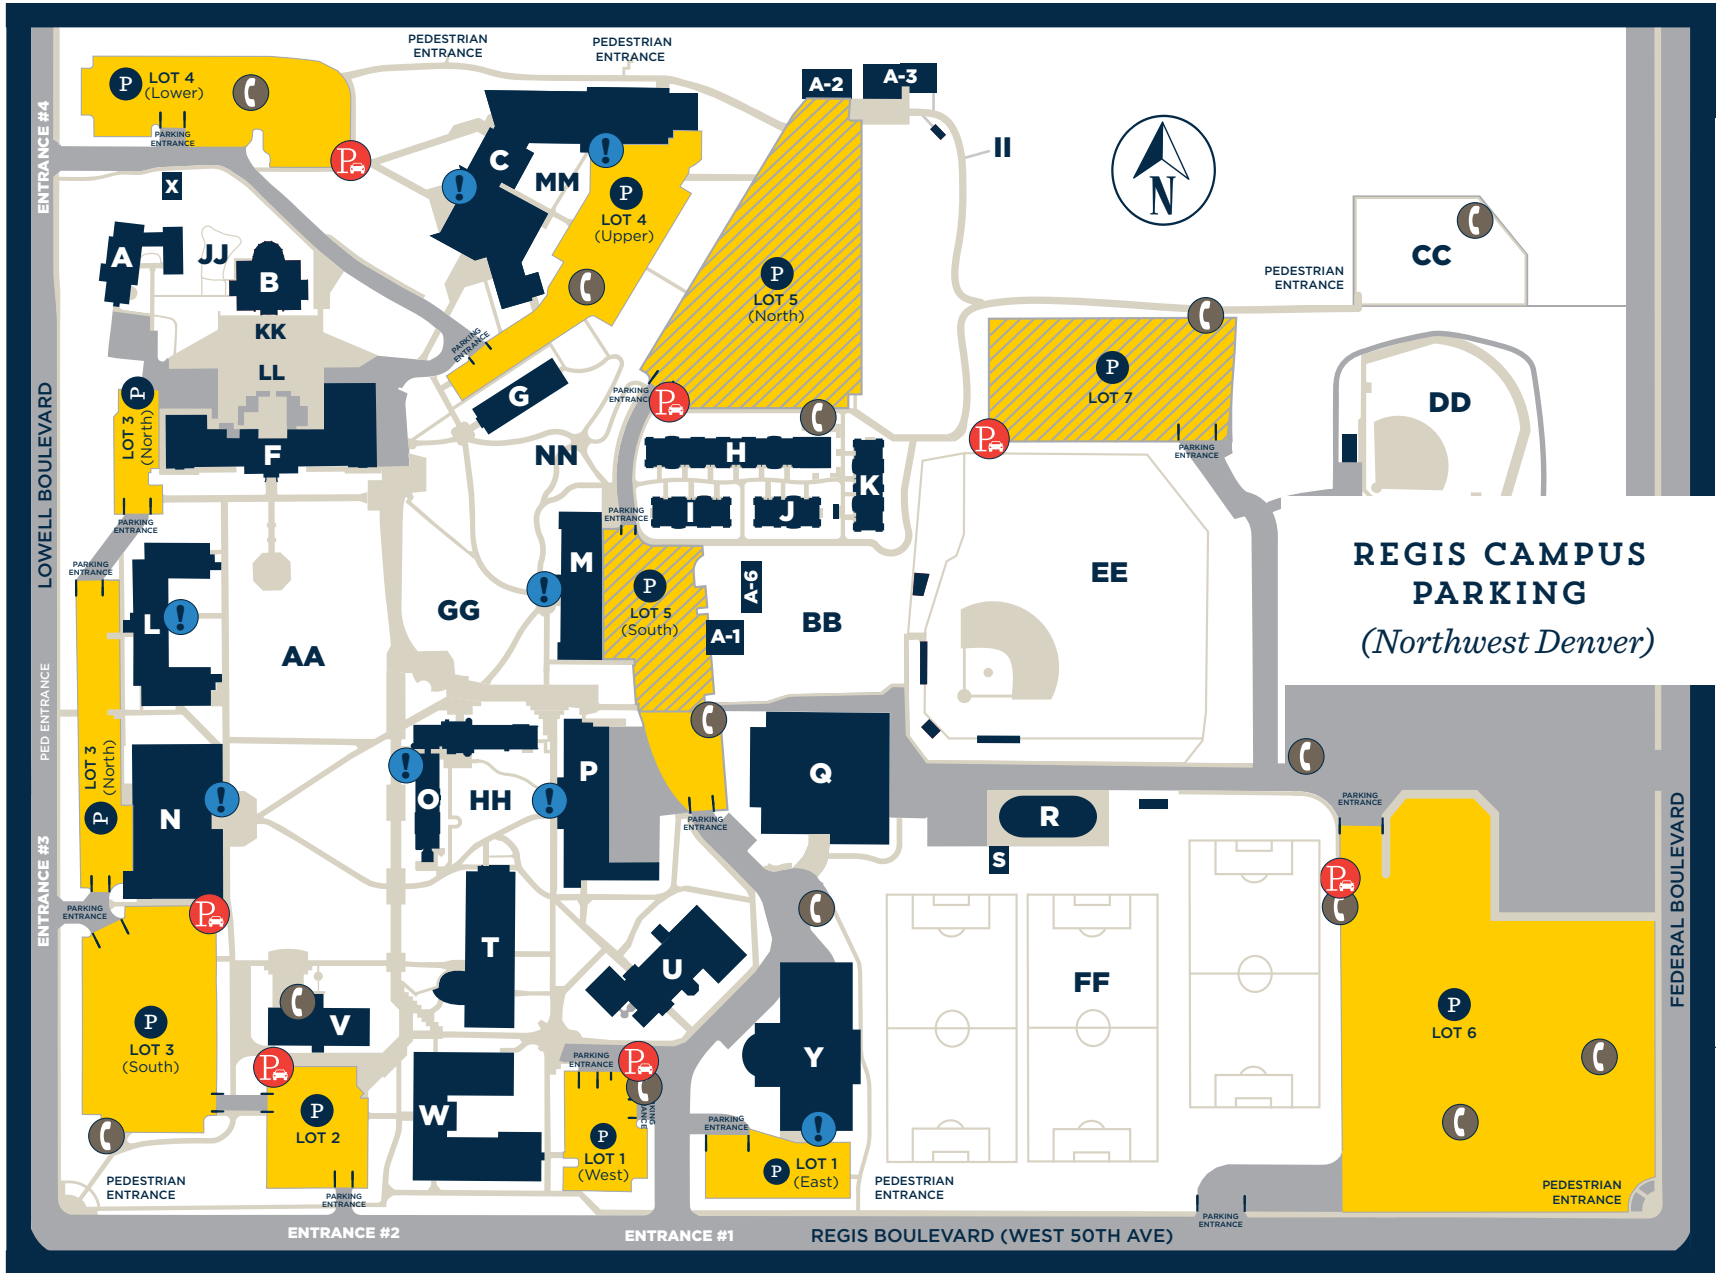 PEDESTRIAN
ENTRANCE
PEDESTRIAN
ENTRANCE
P
LOT 4
(Lower)
PARKING
ENTRANCE
P
A-2
A-3
ENTRANCE #4
X
C
MM
P
LOT 4
(Upper)
II
N
A
JJ
B
KK
LL
P
LOT 5
(North)
PEDESTRIAN
ENTRANCE
CC
PARKING
ENTRANCE
G
PARKING
ENTRANCE
P
P
LOT 7
P
PARKING
ENTRANCE
DD
P
LOT 3
(North)
F
NN
H
K
I
J
PARKING
ENTRANCE
PARKING
ENTRANCE
PARKING
ENTRANCE
LOWELL BOULEVARD
L
M
P
LOT 5
(South)
A-6
A-1
BB
EE
GG
AA
REGIS CAMPUS
PARKING
(Northwest Denver)
PED ENTRANCE
LOT 3
(North)
P
N
O
HH
P
Q
R
S
PARKING
ENTRANCE
PARKING
ENTRANCE
ENTRANCE #3
PARKING
ENTRANCE
P
P
FEDERAL BOULEVARD
T
U
FF
P
LOT 6
P
LOT 3
(South)
V
P
P
LOT 2
W
PARKING
ENTRANCE
P
P
LOT 1
(West)
Y
PARKING
ENTRANCE
P
LOT 1
(East)
PEDESTRIAN
ENTRANCE
PARKING
ENTRANCE
PEDESTRIAN
ENTRANCE
PARKING
ENTRANCE
PEDESTRIAN
ENTRANCE
ENTRANCE #2
ENTRANCE #1
REGIS BOULEVARD (WEST 50TH AVE)